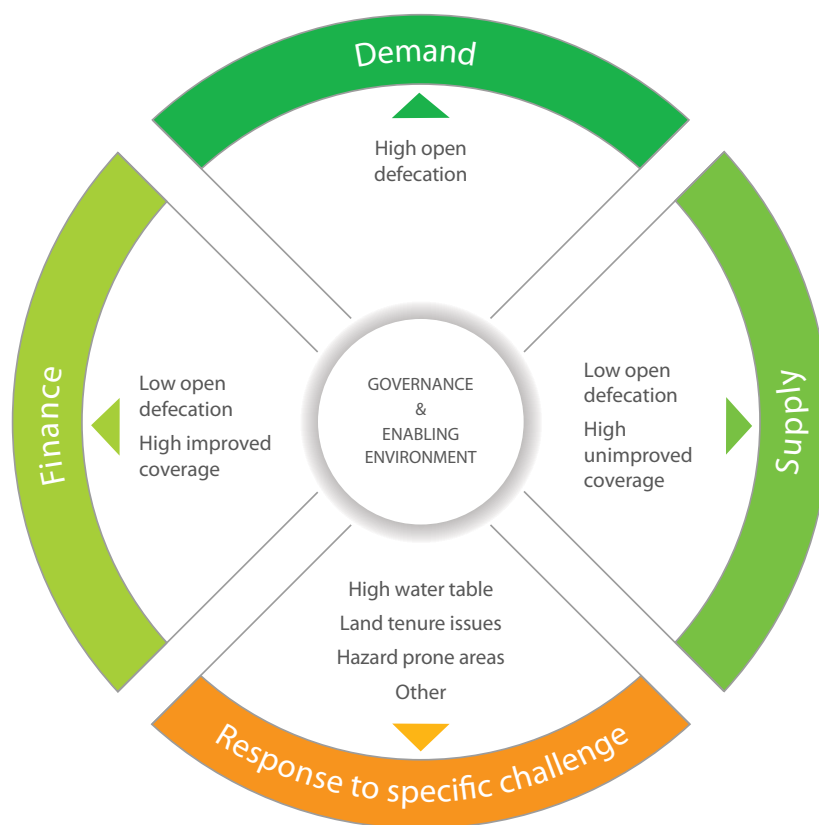 Demand
High open
defecation
Finance
Low open
defecation
High improved
coverage
GOVERNANCE
&
ENABLING
ENVIRONMENT
Low open
defecation
High
unimproved
coverage
Supply
High water table
Land tenure issues
Hazard prone areas
Other
Response to specific challenge